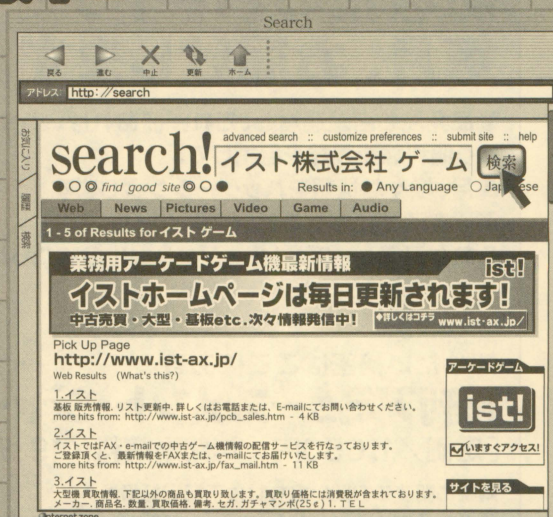 Search
戻る 進む 中止 更新 ホーム
アドレス: http://search
お気に入り
履歴
検索
search!
advanced search :: customize preferences :: submit site :: help
イスト株式会社 ゲーム 検索
find good site
Results in: Any Language Japanese
Web News Pictures Video Game Audio
1 - 5 of Results for イスト ゲーム
業務用アーケードゲーム機最新情報
ist!
イストホームページは毎日更新されます!
中古売買・大型・基板etc.次々情報発信中!
◆詳しくはコチラ www.ist-ax.jp/
Pick Up Page
http://www.ist-ax.jp/
Web Results (What's this?)
1.イスト
基板 販売情報. リスト更新中. 詳しくはお電話または、E-mailにてお問い合わせください。
more hits from: http://www.ist-ax.jp/pcb_sales.htm - 4 KB
2.イスト
イストではFAX・e-mailでの中古ゲーム機情報の配信サービスを行なっております。
ご登録頂くと、最新情報をFAXまたは、e-mailにてお届けいたします。
more hits from: http://www.ist-ax.jp/fax_mail.htm - 11 KB
3.イスト
大型機 買取情報. 下記以外の商品も買取り致します。買取り価格には消費税が含まれております。
メーカー. 商品名. 数量. 買取価格. 備考. セガ. ガチャマンボ(25¢) 1. TEL
アーケードゲーム
ist!
いますぐアクセス!
サイトを見る
Internet zone